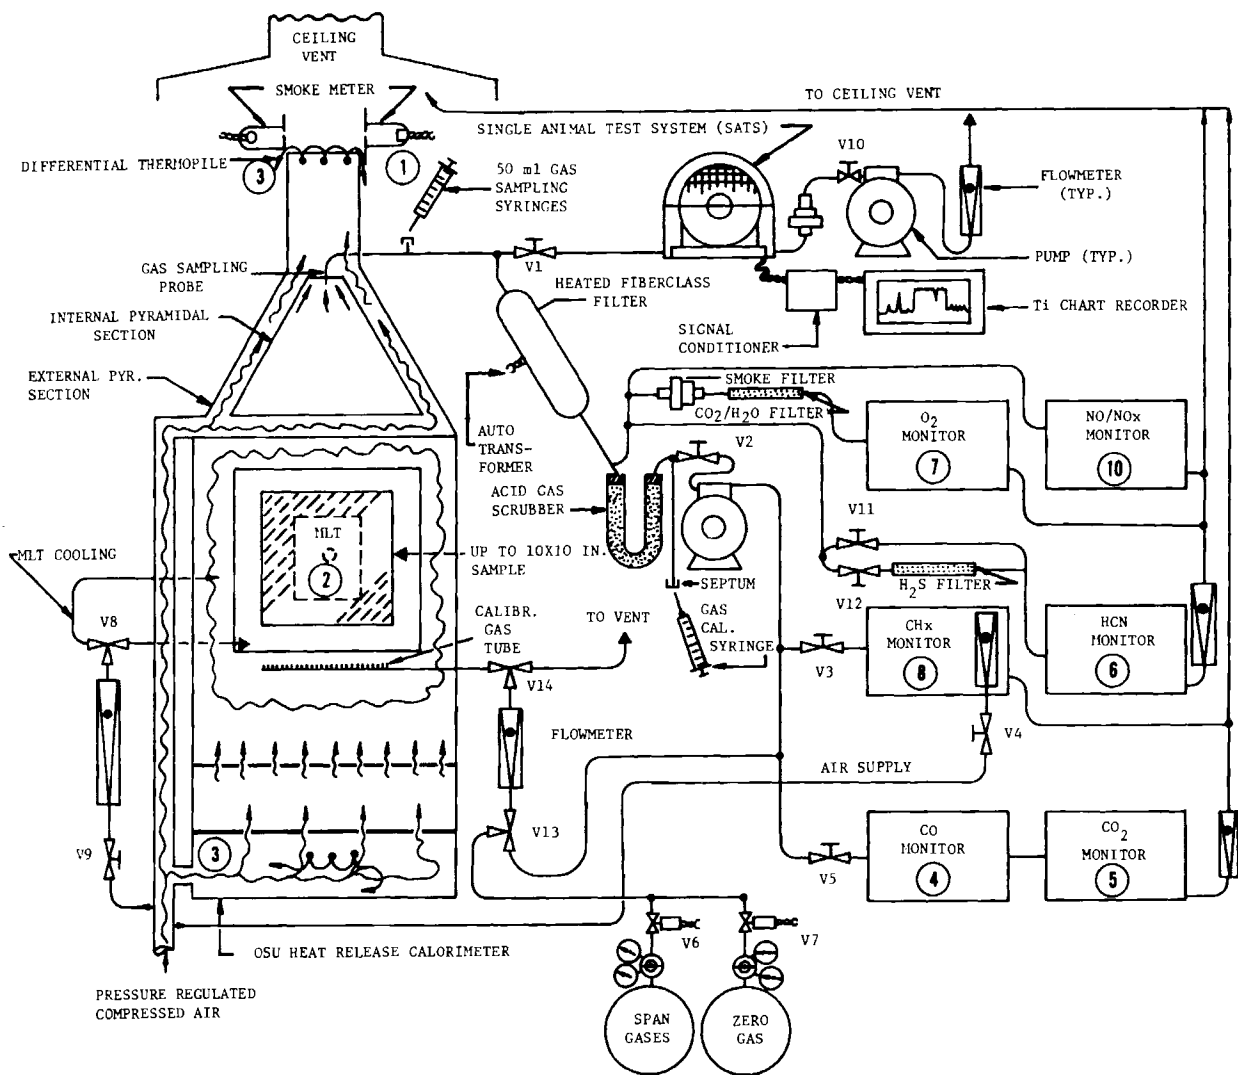 CEILING
VENT
SMOKE METER
TO CEILING VENT
SINGLE ANIMAL TEST SYSTEM (SATS)
V10
DIFFERENTIAL THERMOPILE
3
1
50 ml GAS
SAMPLING
SYRINGES
FLOWMETER
(TYP.)
PUMP (TYP.)
GAS SAMPLING
PROBE
V1
HEATED FIBERCLASS
FILTER
Ti CHART RECORDER
INTERNAL PYRAMIDAL
SECTION
SIGNAL
CONDITIONER
EXTERNAL PYR.
SECTION
SMOKE FILTER
CO2/H2O FILTER
O2
MONITOR
7
NO/NOx
MONITOR
10
AUTO
TRANS-
FORMER
V2
ACID GAS
SCRUBBER
V11
MLT COOLING
MLT
2
UP TO 10X10 IN.
SAMPLE
SEPTUM
V12
H2S FILTER
V8
CALIBR.
GAS
TUBE
TO VENT
GAS
CAL.
SYRINGE
V3
CHx
MONITOR
8
HCN
MONITOR
6
V14
FLOWMETER
V4
AIR SUPPLY
V13
V9
3
V5
CO
MONITOR
4
CO2
MONITOR
5
V6
V7
OSU HEAT RELEASE CALORIMETER
PRESSURE REGULATED
COMPRESSED AIR
SPAN
GASES
ZERO
GAS